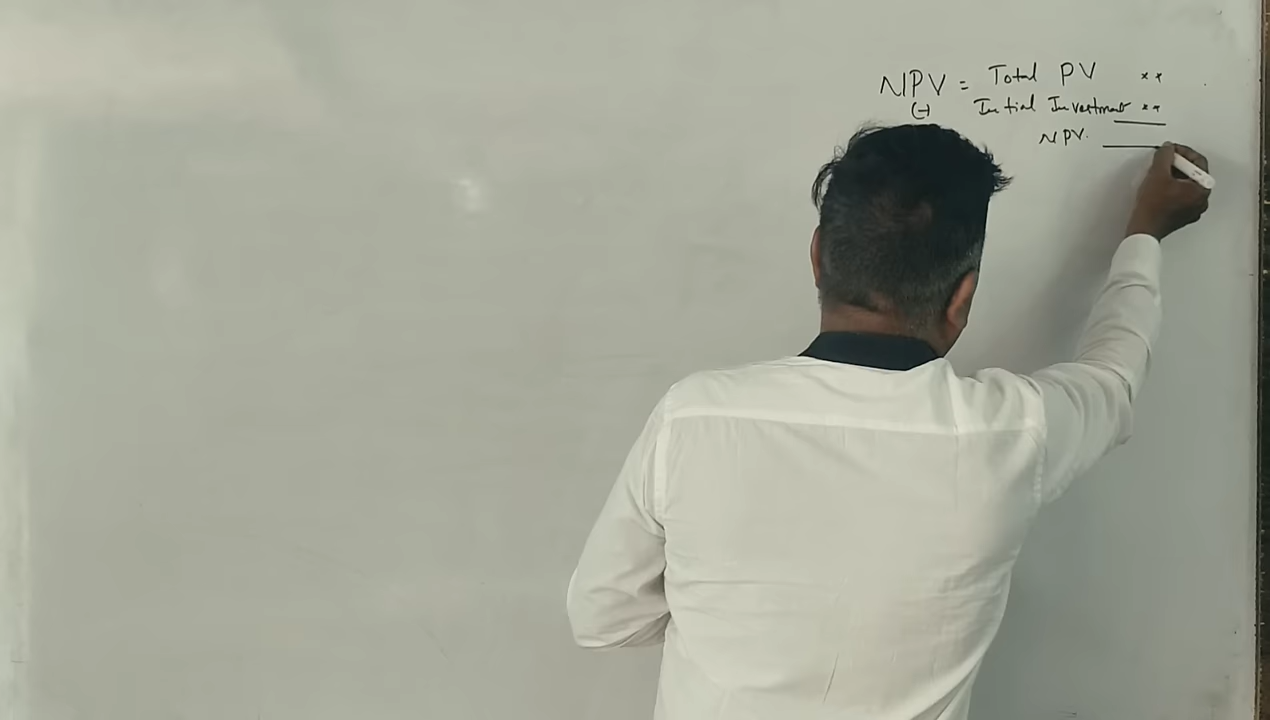 NPV = Total PV **
(-) Initial Investment **
NPV.